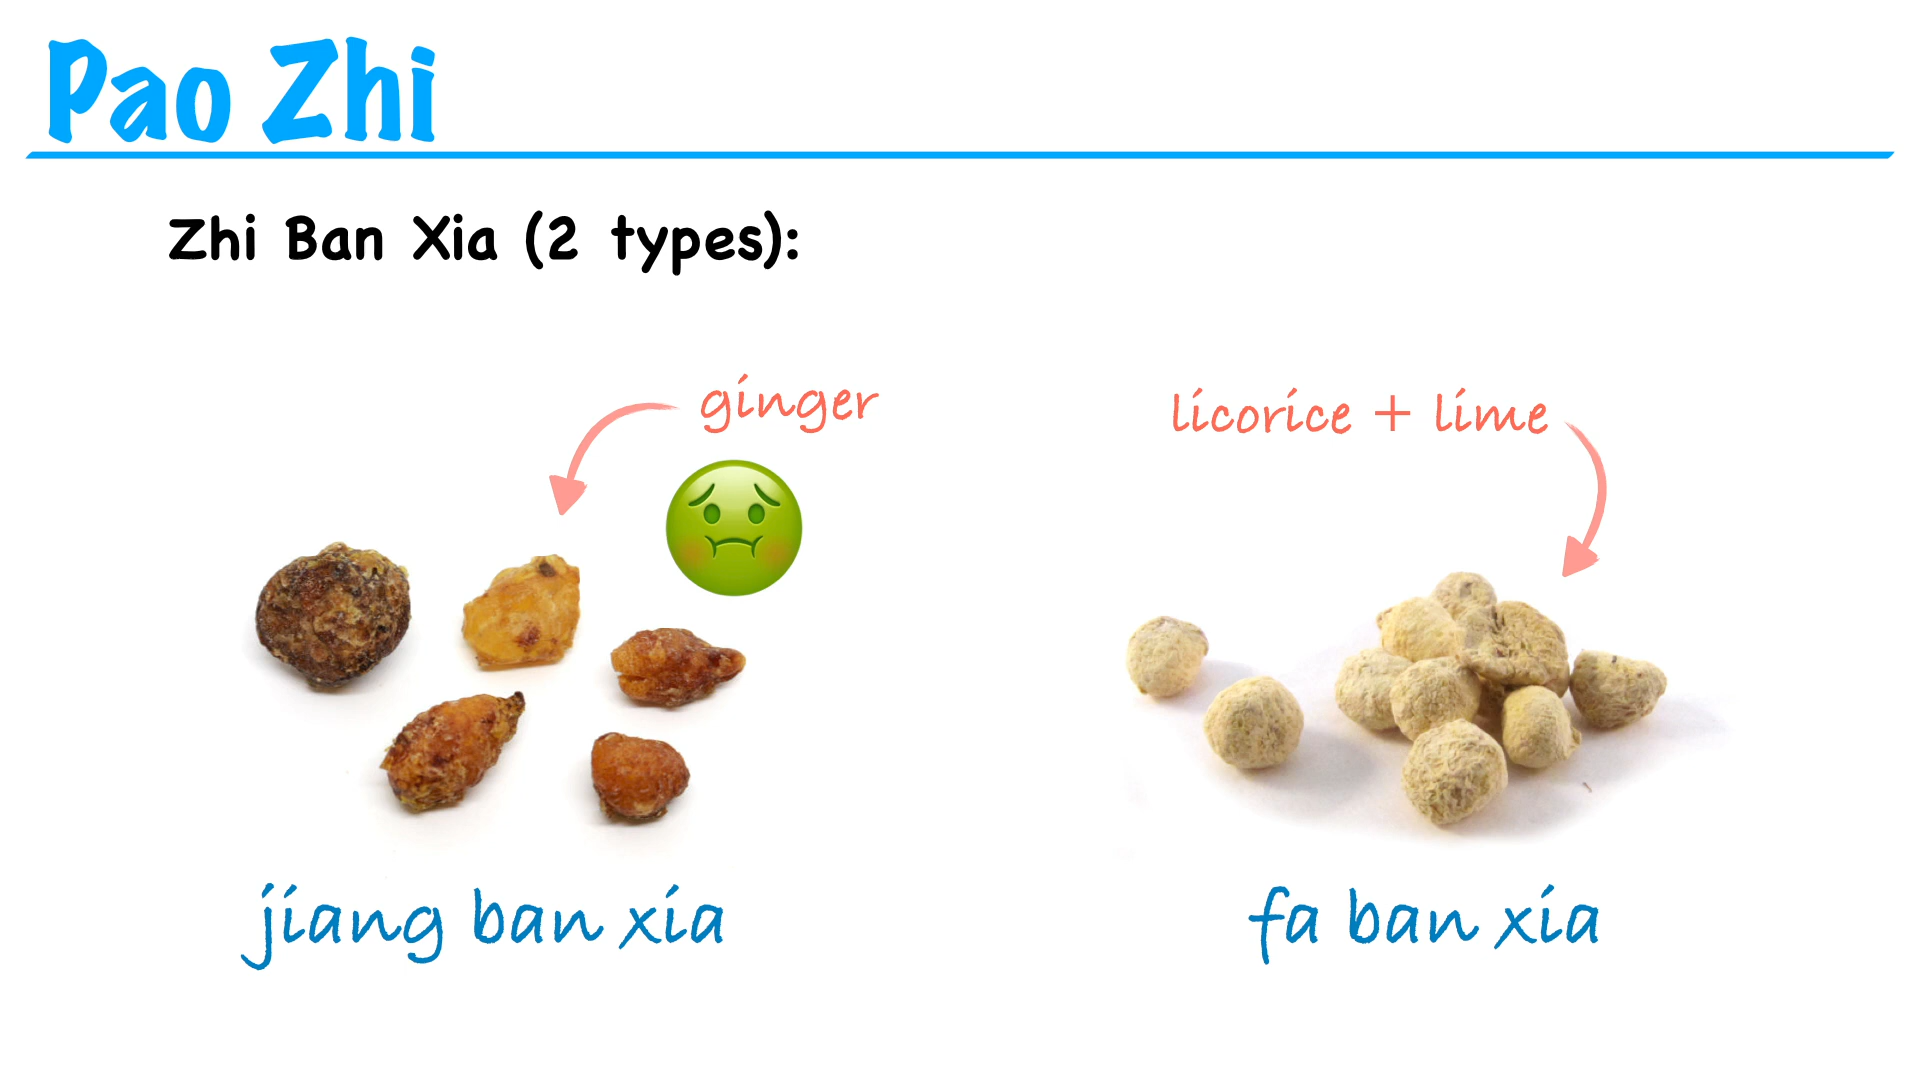 Pao Zhi
Zhi Ban Xia (2 types):
ginger
licorice + lime
jiang ban xia
fa ban xia